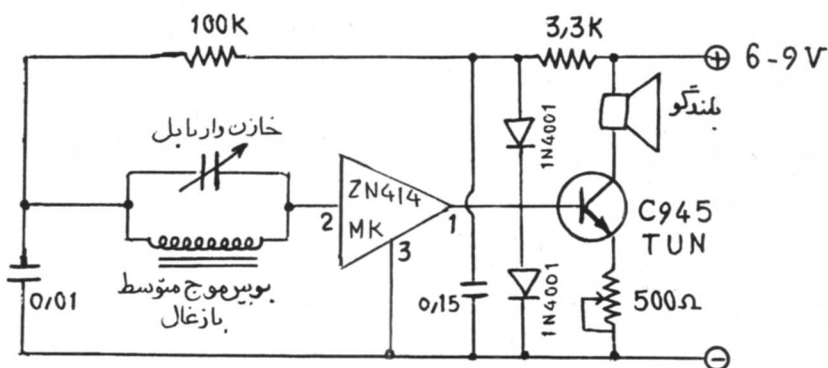 100K
3,3K
6-9V
خازن واریابل
1N4001
بلندگو
ZN414
MK
2
3
1
C945
TUN
0,01
بوبین موج متوسط
بازغال
0,15
1N4001
500Ω